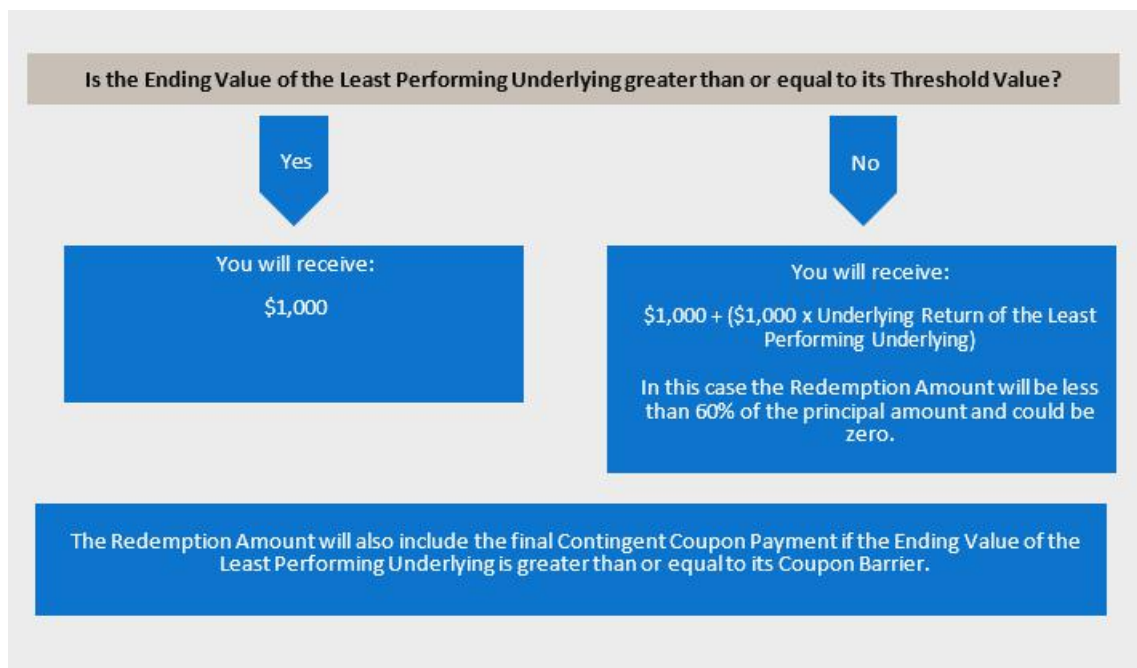 Is the Ending Value of the Least Performing Underlying greater than or equal to its Threshold Value?
Yes
No
You will receive:
$1,000
You will receive:
$1,000 + ($1,000 x Underlying Return of the Least
Performing Underlying)
In this case the Redemption Amount will be less
than 60% of the principal amount and could be
zero.
The Redemption Amount will also include the final Contingent Coupon Payment if the Ending Value of the
Least Performing Underlying is greater than or equal to its Coupon Barrier.